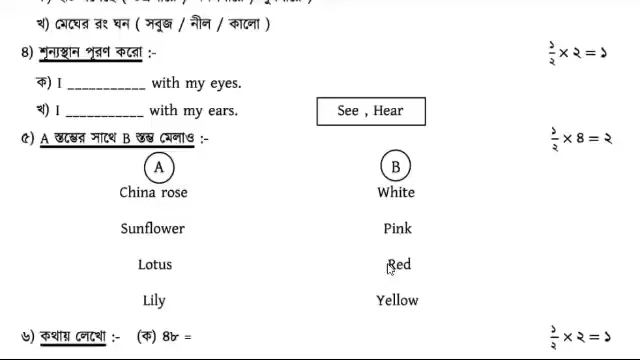 খ) মেঘের রং ঘন ( সবুজ / নীল / কালো )
৪) শূন্যস্থান পূরণ করো :- ১/২ × ২ = ১
ক) I ___________ with my eyes.
খ) I ___________ with my ears. See , Hear
৫) A স্তম্ভের সাথে B স্তম্ভ মেলাও :- ১/২ × ৪ = ২
A B
China rose White
Sunflower Pink
Lotus Red
Lily Yellow
৬) কথায় লেখো :- (ক) ৪৮ = ১/২ × ২ = ১